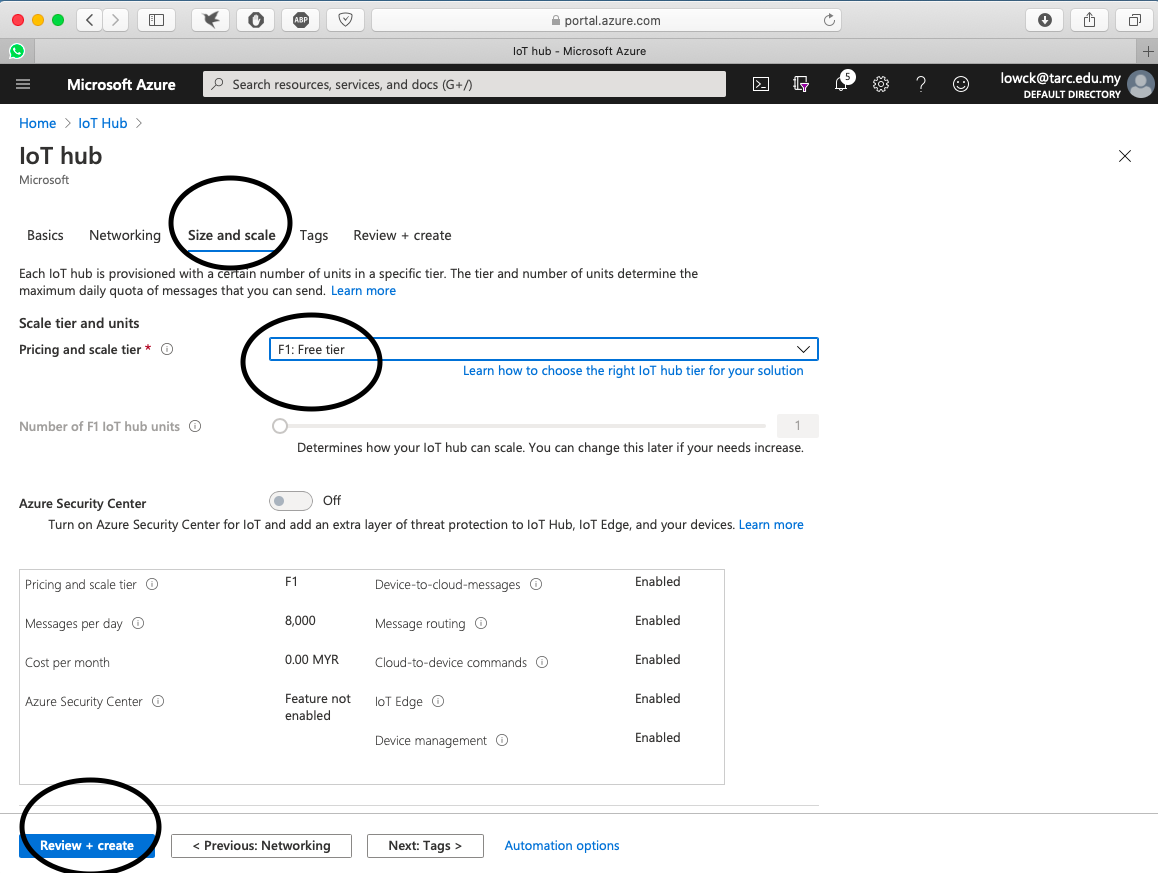 portal.azure.com
ABP
IoT hub - Microsoft Azure
Microsoft Azure
Search resources, services, and docs (G+/)
5
lowck@tarc.edu.my
DEFAULT DIRECTORY
Home > IoT Hub >
IoT hub
Microsoft
Basics Networking Size and scale Tags Review + create
Each IoT hub is provisioned with a certain number of units in a specific tier. The tier and number of units determine the
maximum daily quota of messages that you can send. Learn more
Scale tier and units
Pricing and scale tier * F1: Free tier
Learn how to choose the right IoT hub tier for your solution
Number of F1 IoT hub units 1
Determines how your IoT hub can scale. You can change this later if your needs increase.
Azure Security Center Off
Turn on Azure Security Center for IoT and add an extra layer of threat protection to IoT Hub, IoT Edge, and your devices. Learn more
Pricing and scale tier F1 Device-to-cloud-messages Enabled
Messages per day 8,000 Message routing Enabled
Cost per month 0.00 MYR Cloud-to-device commands Enabled
Azure Security Center Feature not IoT Edge Enabled
enabled
Device management Enabled
Review + create < Previous: Networking Next: Tags > Automation options